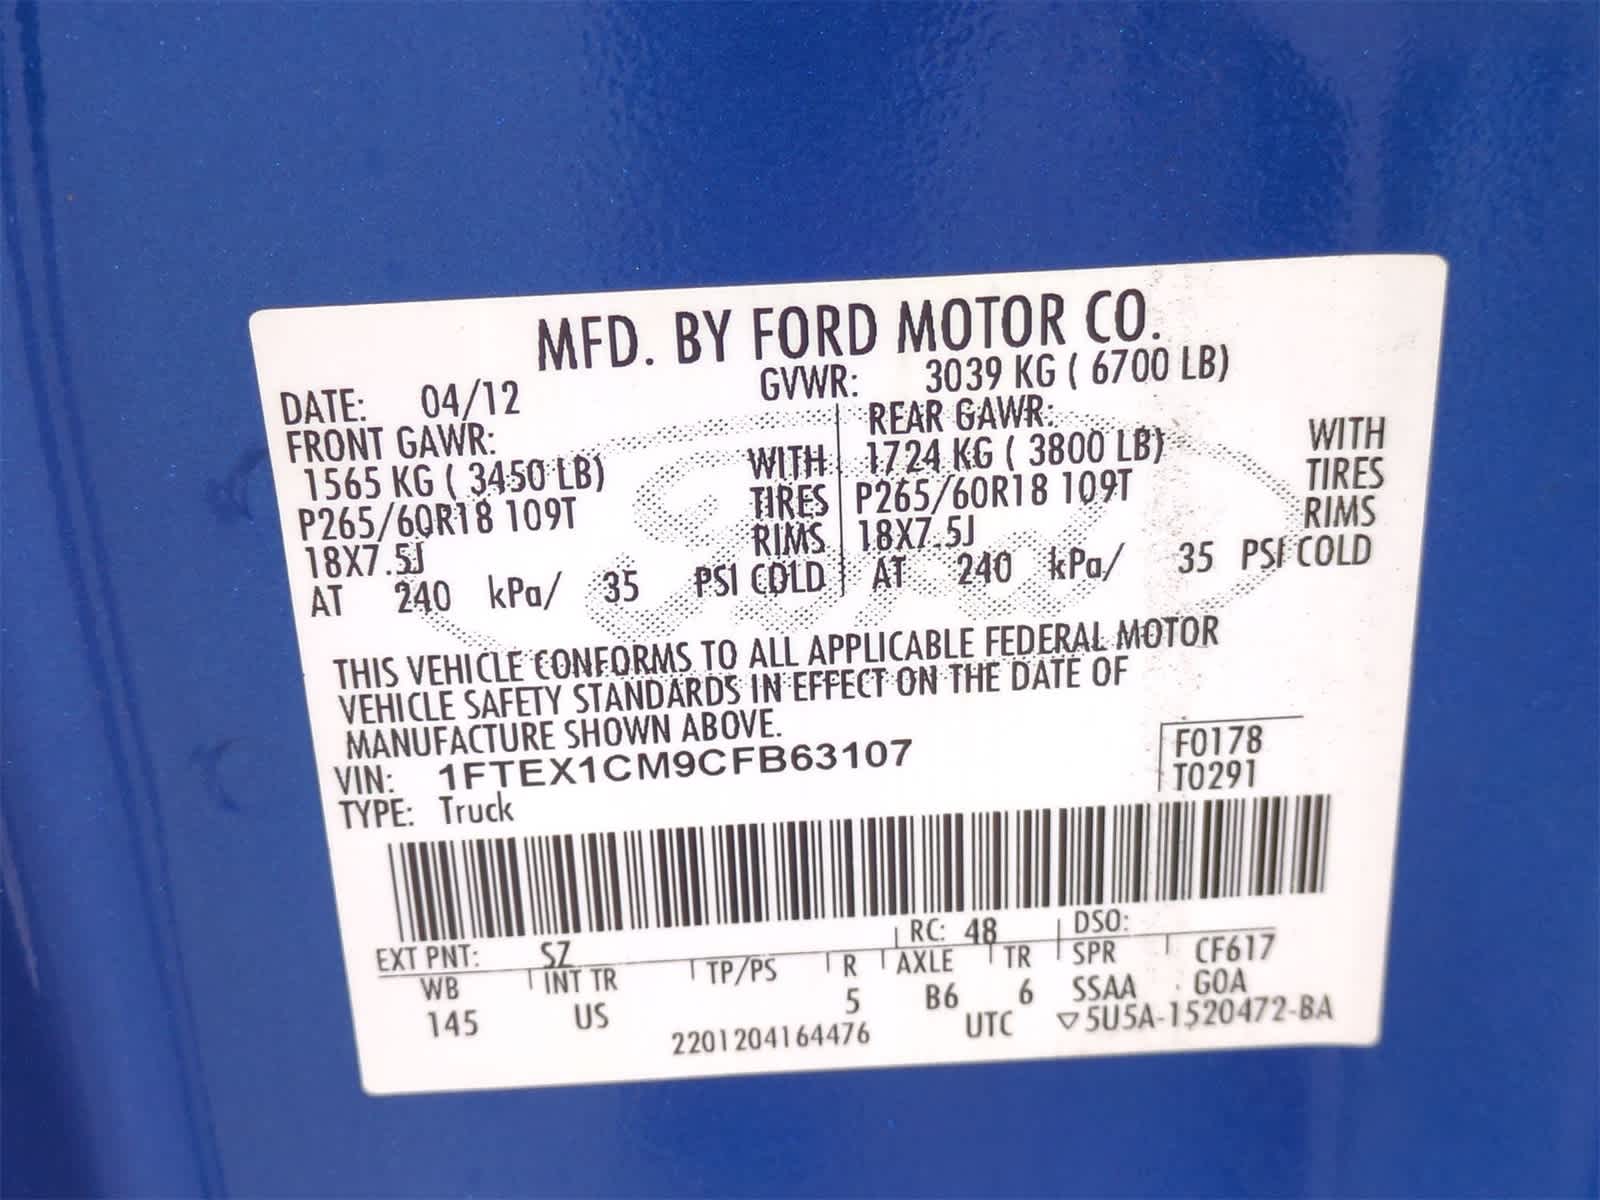 MFD. BY FORD MOTOR CO.
DATE: 04/12 GVWR: 3039 KG ( 6700 LB)
FRONT GAWR: REAR GAWR:
1565 KG ( 3450 LB) WITH 1724 KG ( 3800 LB) WITH
P265/60R18 109T TIRES P265/60R18 109T TIRES
18X7.5J RIMS 18X7.5J RIMS
AT 240 kPa/ 35 PSI COLD AT 240 kPa/ 35 PSI COLD
THIS VEHICLE CONFORMS TO ALL APPLICABLE FEDERAL MOTOR
VEHICLE SAFETY STANDARDS IN EFFECT ON THE DATE OF
MANUFACTURE SHOWN ABOVE.
VIN: 1FTEX1CM9CFB63107 F0178
TYPE: Truck T0291
EXT PNT: SZ RC: 48 DSO:
WB INT TR TP/PS R AXLE TR SPR CF617
145 US 5 B6 6 SSAA GOA
2201204164476 UTC ▽5U5A-1520472-BA